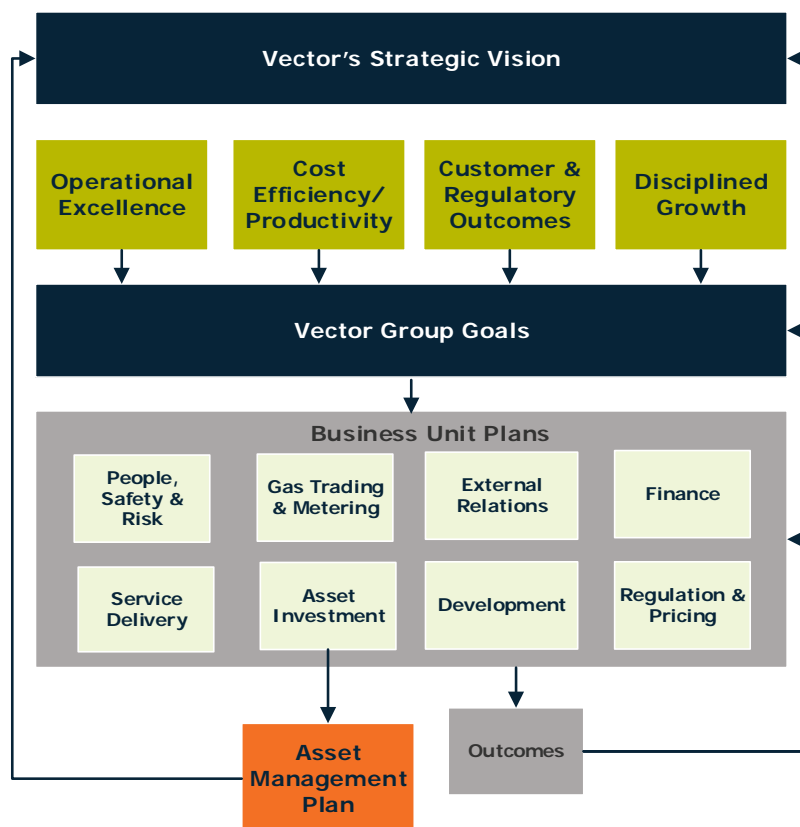 Vector's Strategic Vision
Operational
Excellence
Cost
Efficiency/
Productivity
Customer &
Regulatory
Outcomes
Disciplined
Growth
Vector Group Goals
Business Unit Plans
People,
Safety &
Risk
Gas Trading
& Metering
External
Relations
Finance
Service
Delivery
Asset
Investment
Development
Regulation &
Pricing
Asset
Management
Plan
Outcomes